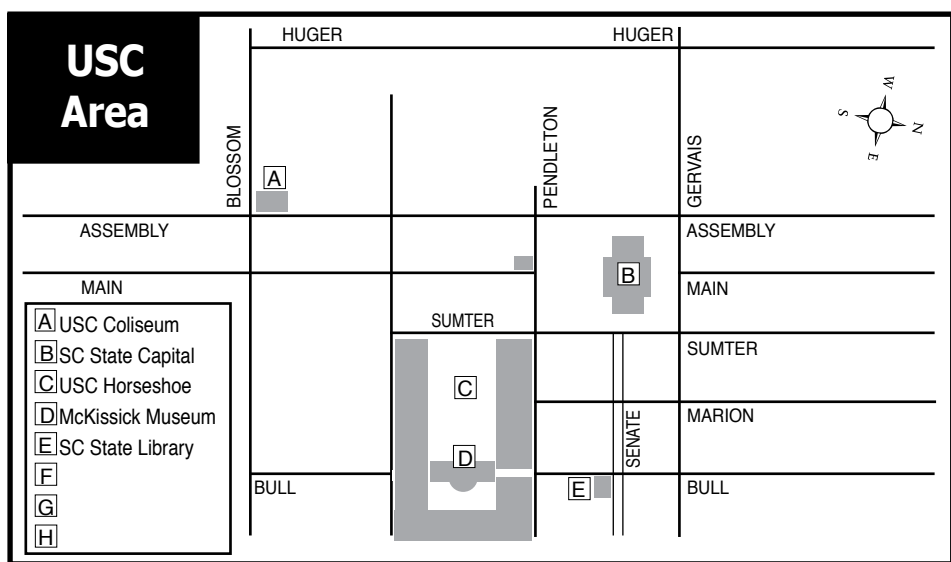 USC
Area
HUGER
HUGER
W
S
N
E
BLOSSOM
PENDLETON
GERVAIS
A
ASSEMBLY
ASSEMBLY
B
MAIN
MAIN
SUMTER
SUMTER
A USC Coliseum
B SC State Capital
C USC Horseshoe
D McKissick Museum
E SC State Library
F
G
H
C
MARION
SENATE
D
BULL
E
BULL